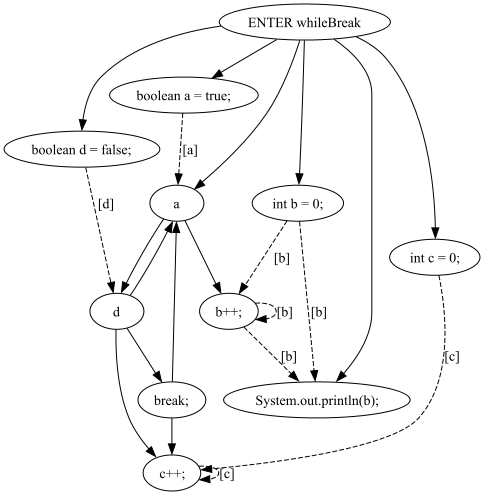 ENTER whileBreak
boolean a = true;
boolean d = false;
[a]
[d]
a
int b = 0;
int c = 0;
[b]
d
b++;
[b]
[b]
[b]
[c]
break;
System.out.println(b);
c++;
[c]